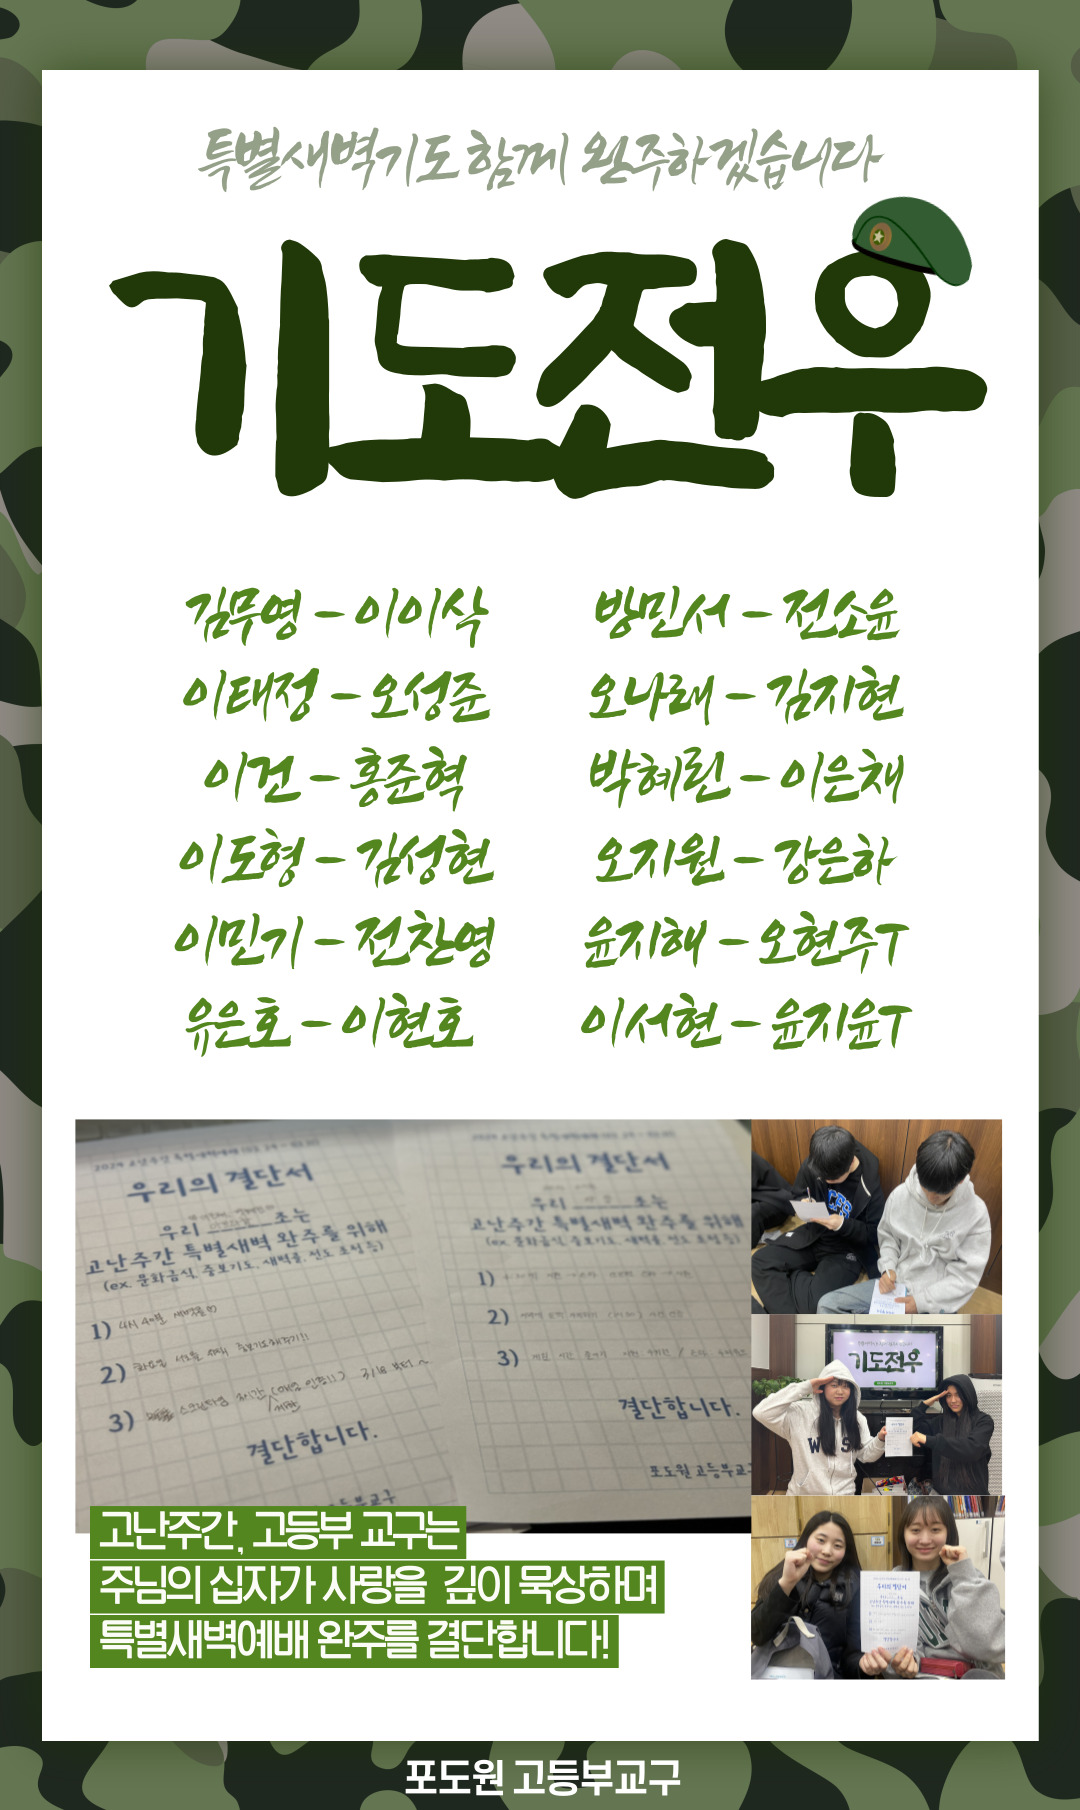 특별새벽기도 함께 완주하겠습니다
기도전우
김무영 - 이이삭
이태정 - 오성준
이건 - 홍준혁
이도형 - 김성현
이민기 - 전찬영
유은호 - 이현호
방민서 - 전소윤
오나래 - 김지현
박혜린 - 이은채
오지원 - 강은하
윤지해 - 오현주T
이서현 - 윤지윤T
우리의 결단서
우리 조는
고난주간 특별새벽 완주를 위해
(ex. 문화금식, 중보기도, 새벽콜, 전도 초청 등)
1)
2)
3)
결단합니다.
고등부교구
우리의 결단서
우리 조는
고난주간 특별새벽 완주를 위해
(ex. 문화금식, 중보기도, 새벽콜, 전도 초청 등)
1)
2)
3)
결단합니다.
포도원 고등부교
기도전우
우리의 결단서
고난주간, 고등부 교구는
주님의 십자가 사랑을 깊이 묵상하며
특별새벽예배 완주를 결단합니다!
포도원 고등부교구